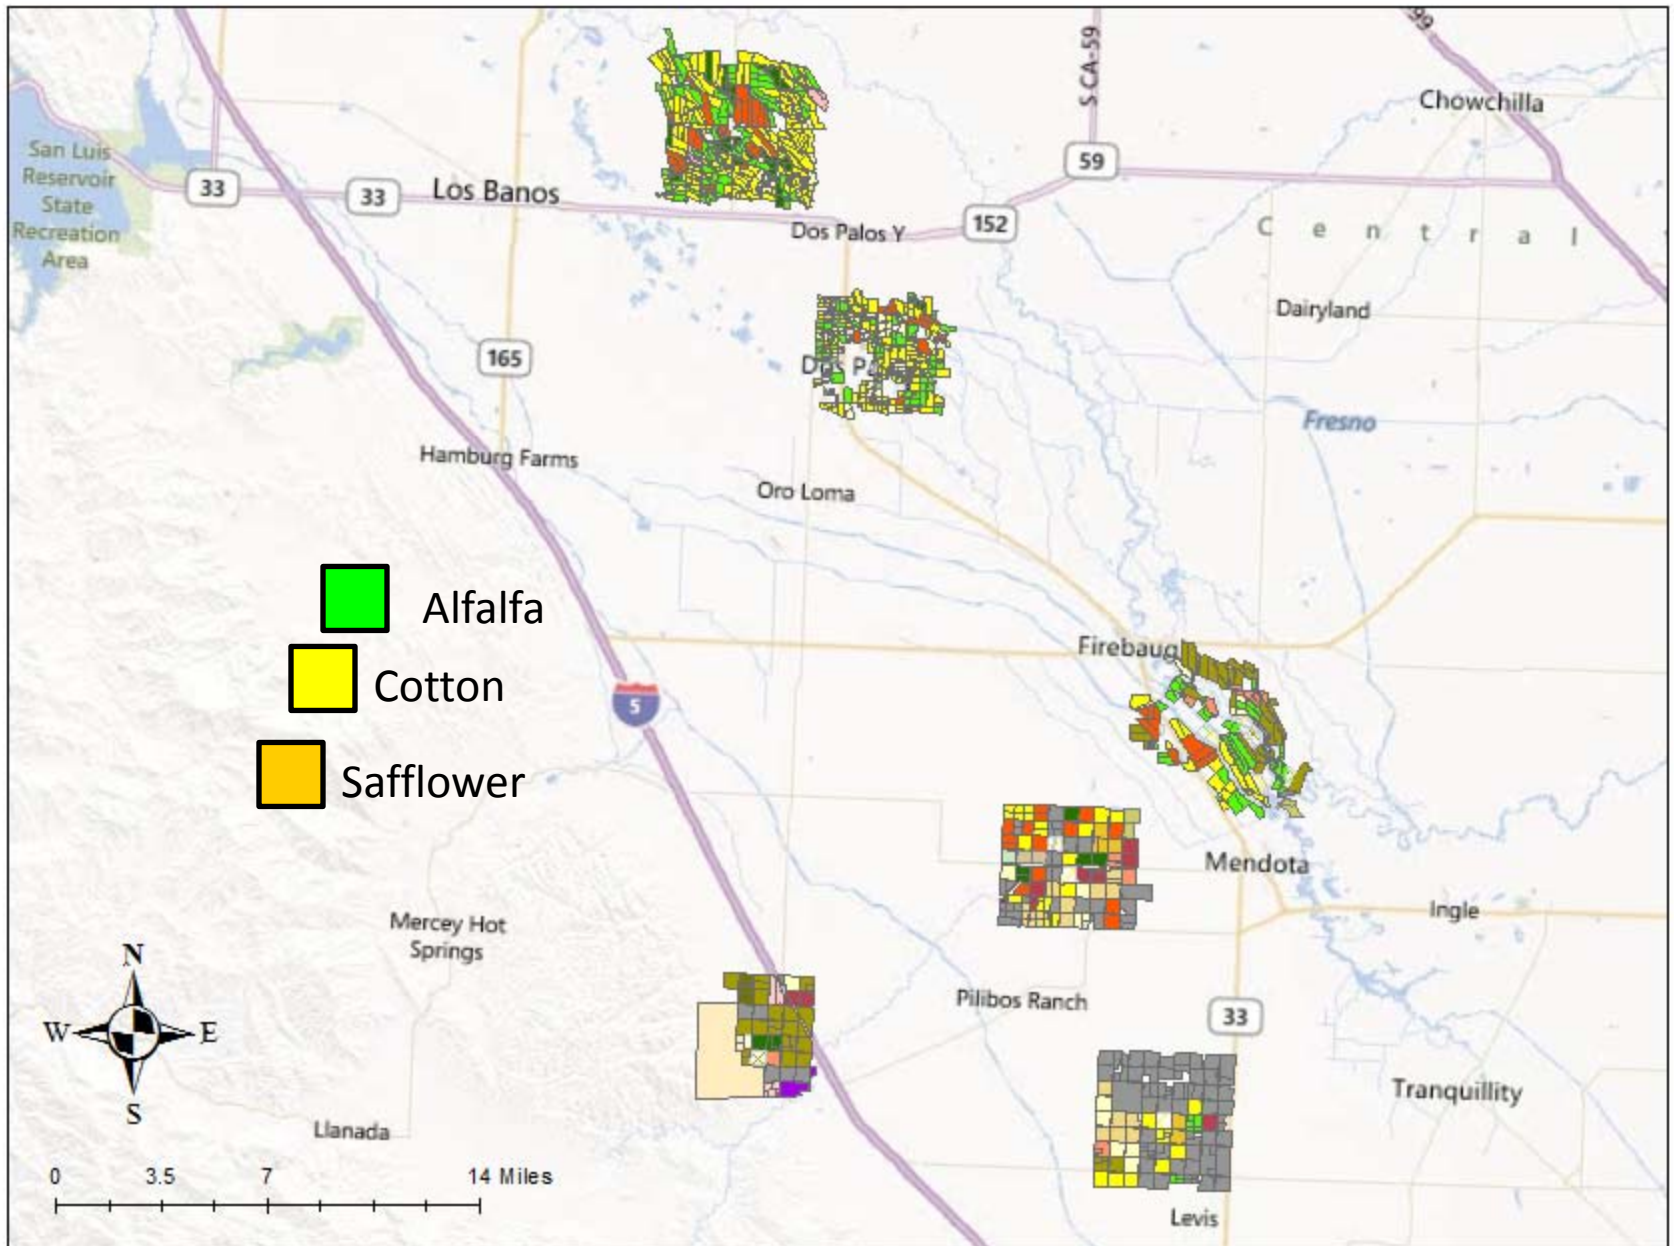 99
S CA-59
Chowchilla
San Luis
Reservoir
State
Recreation
Area
33
33
Los Banos
59
152
Dos Palos Y
Central
Dairyland
165
Fresno
Hamburg Farms
Oro Loma
Alfalfa
Cotton
Safflower
5
Firebaug
Mendota
Ingle
Mercey Hot
Springs
Pilibos Ranch
33
N
W
E
S
Tranquillity
Llanada
Levis
0 3.5 7 14 Miles